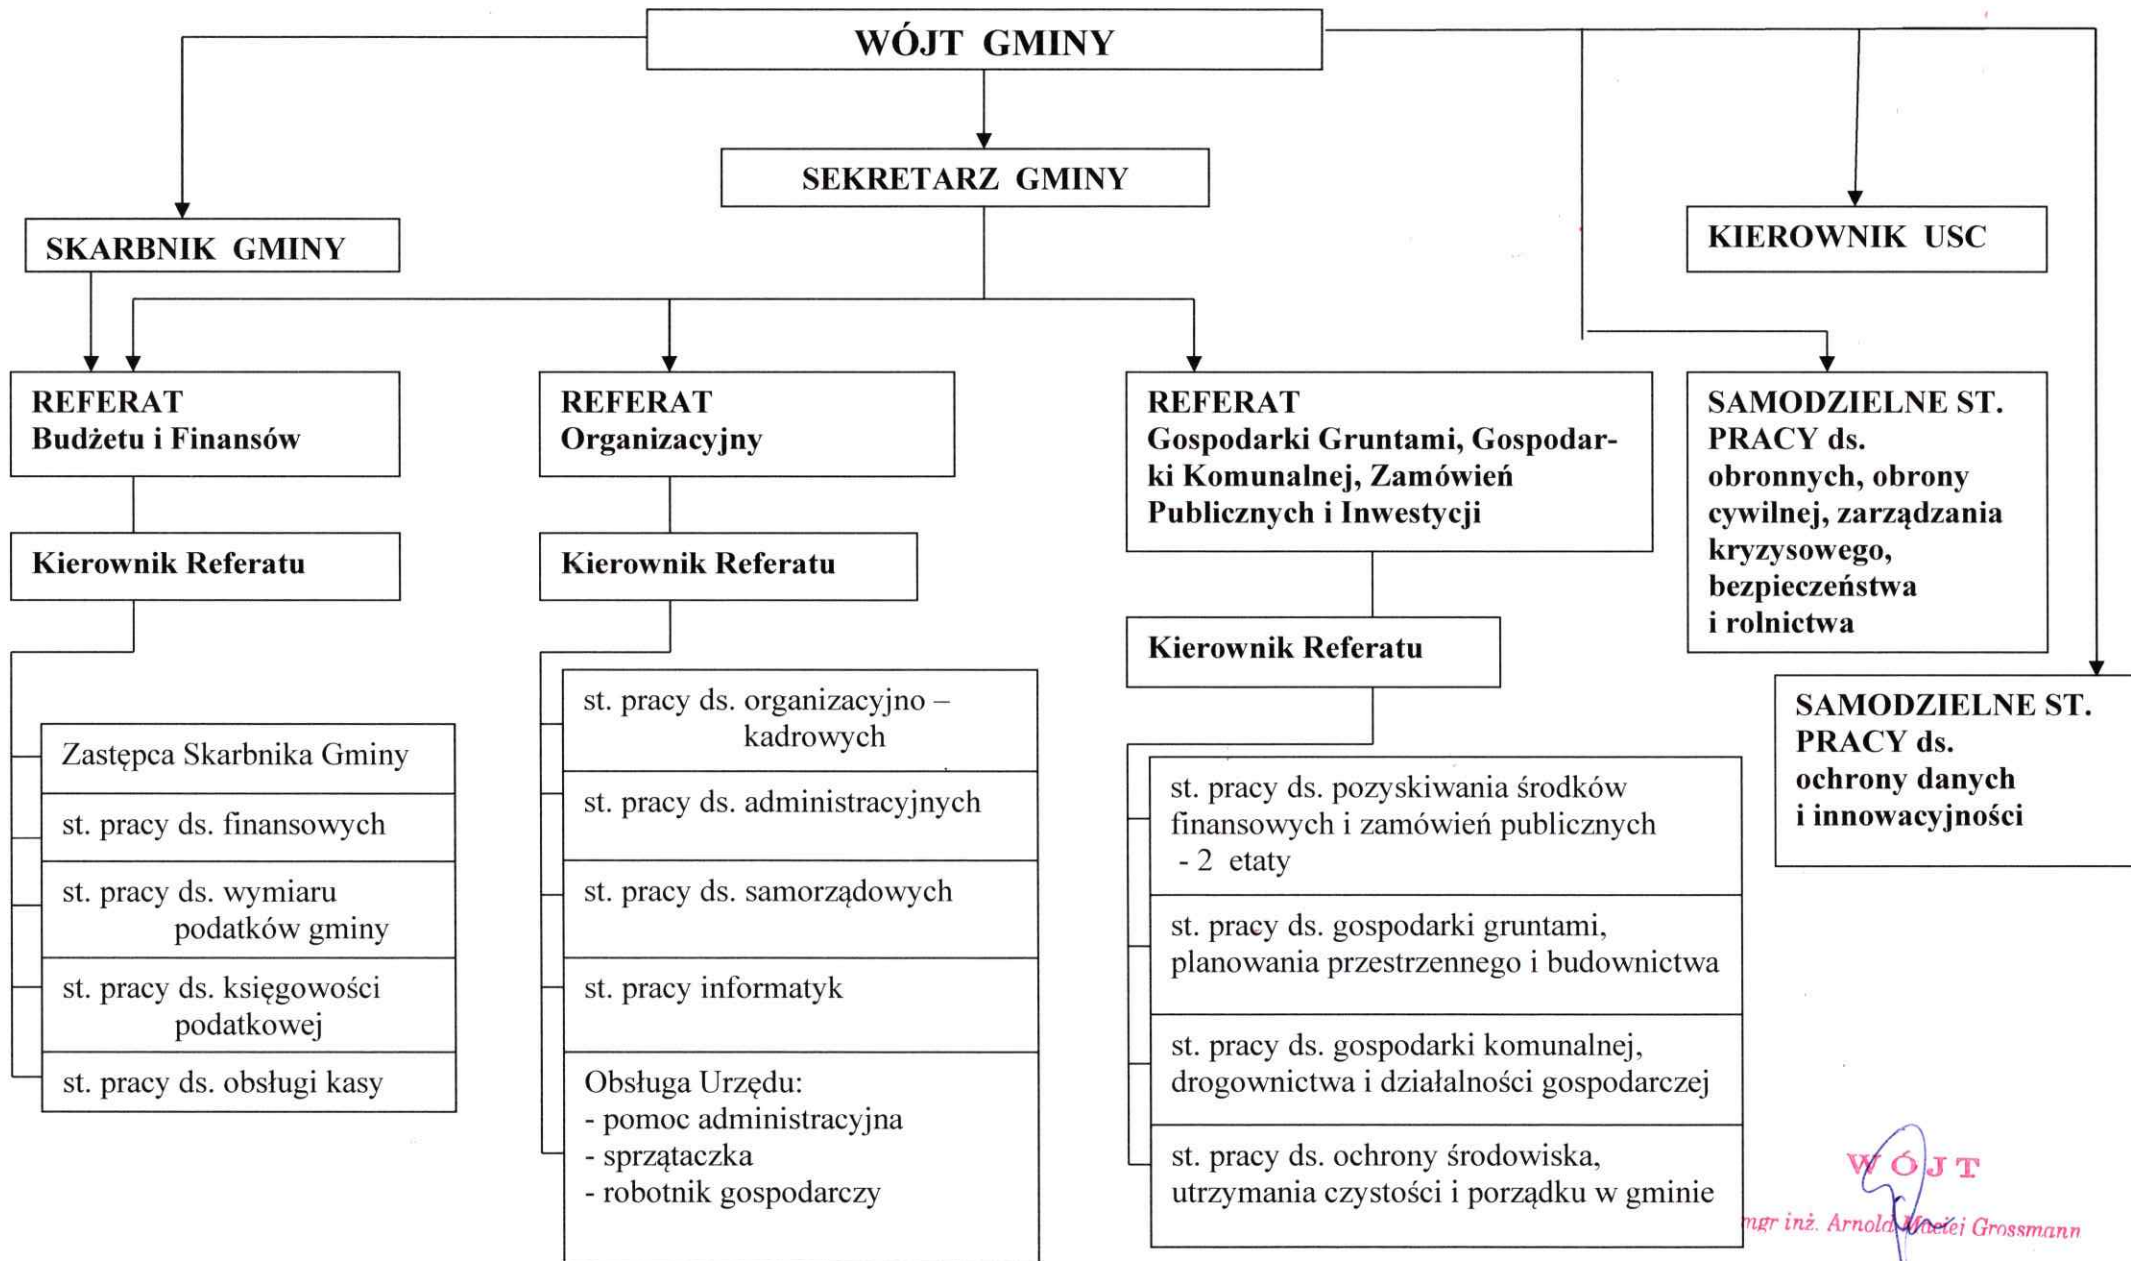 WÓJT GMINY
SEKRETARZ GMINY
SKARBNIK GMINY
KIEROWNIK USC
REFERAT
Budżetu i Finansów
Kierownik Referatu
Zastępca Skarbnika Gminy
st. pracy ds. finansowych
st. pracy ds. wymiaru
podatków gminy
st. pracy ds. księgowości
podatkowej
st. pracy ds. obsługi kasy
REFERAT
Organizacyjny
Kierownik Referatu
st. pracy ds. organizacyjno –
kadrowych
st. pracy ds. administracyjnych
st. pracy ds. samorządowych
st. pracy informatyk
Obsługa Urzędu:
- pomoc administracyjna
- sprzątaczka
- robotnik gospodarczy
REFERAT
Gospodarki Gruntami, Gospodar-
ki Komunalnej, Zamówień
Publicznych i Inwestycji
Kierownik Referatu
st. pracy ds. pozyskiwania środków
finansowych i zamówień publicznych
- 2 etaty
st. pracy ds. gospodarki gruntami,
planowania przestrzennego i budownictwa
st. pracy ds. gospodarki komunalnej,
drogownictwa i działalności gospodarczej
st. pracy ds. ochrony środowiska,
utrzymania czystości i porządku w gminie
SAMODZIELNE ST.
PRACY ds.
obronnych, obrony
cywilnej, zarządzania
kryzysowego,
bezpieczeństwa
i rolnictwa
SAMODZIELNE ST.
PRACY ds.
ochrony danych
i innowacyjności
WÓJT
mgr inż. Arnold Maciej Grossmann